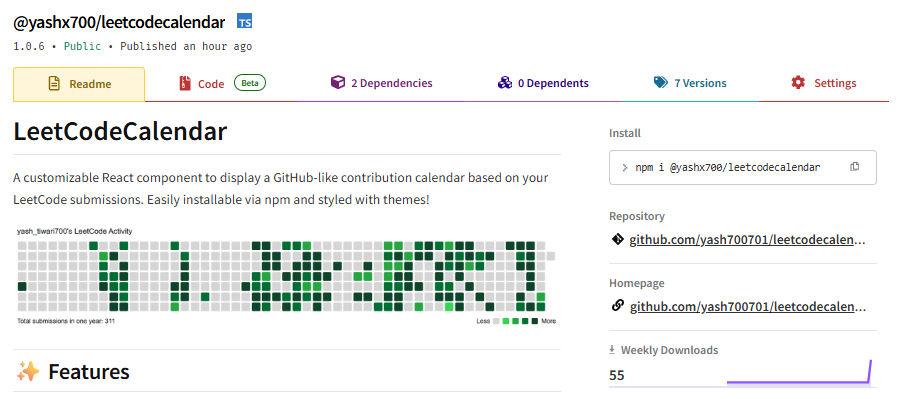 @yashx700/leetcodecalendar TS
1.0.6 • Public • Published an hour ago
Readme
Code Beta
2 Dependencies
0 Dependents
7 Versions
Settings
LeetCodeCalendar
A customizable React component to display a GitHub-like contribution calendar based on your
LeetCode submissions. Easily installable via npm and styled with themes!
yash_tiwari700's LeetCode Activity
Total submissions in one year: 311
Less
More
✨ Features
Install
> npm i @yashx700/leetcodecalendar
Repository
github.com/yash700701/leetcodecalen...
Homepage
github.com/yash700701/leetcodecalen...
Weekly Downloads
55